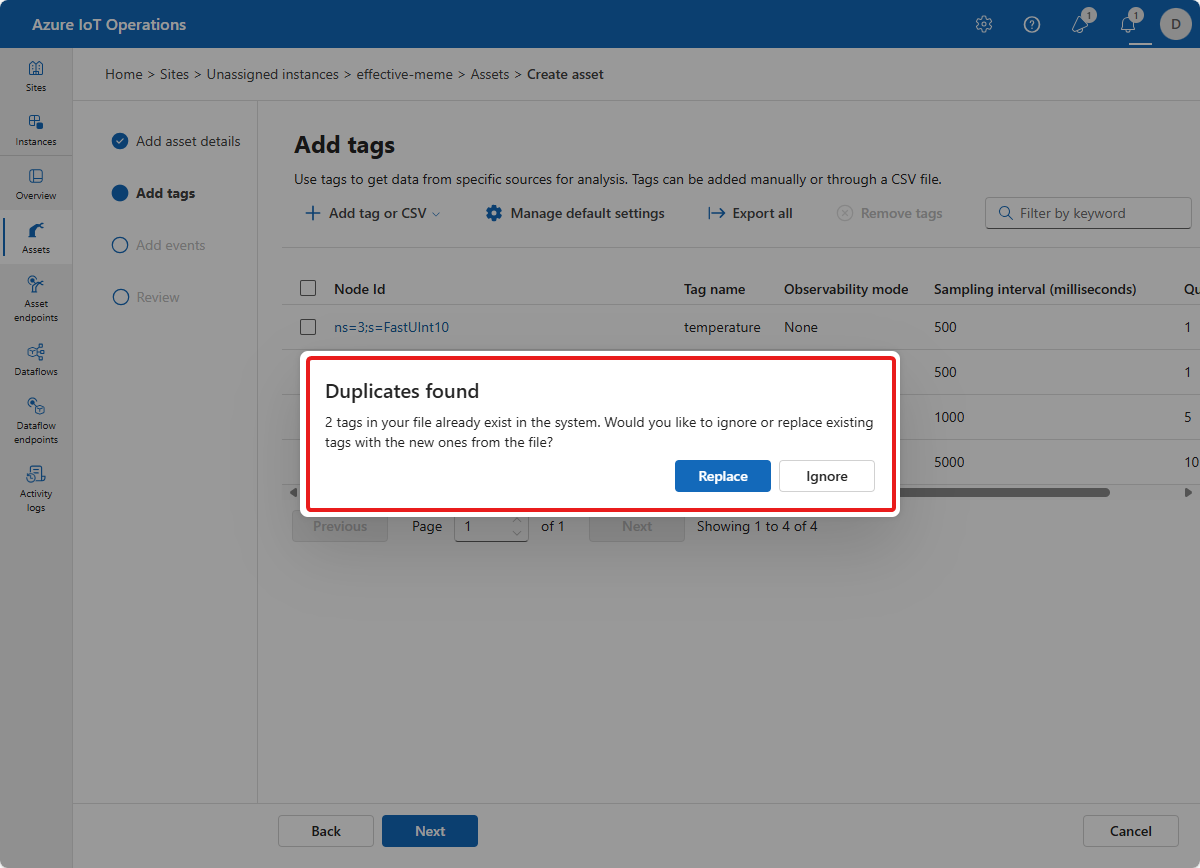 Azure IoT Operations
1
1
D
Home > Sites > Unassigned instances > effective-meme > Assets > Create asset
Sites
Instances
Overview
Assets
Asset
endpoints
Dataflows
Dataflow
endpoints
Activity
logs
Add asset details
Add tags
Add events
Review
Add tags
Use tags to get data from specific sources for analysis. Tags can be added manually or through a CSV file.
Add tag or CSV
Manage default settings
Export all
Remove tags
Filter by keyword
Node Id Tag name Observability mode Sampling interval (milliseconds) Qu
ns=3;s=FastUInt10 temperature None 500 1
500 1
1000 5
5000 10
Duplicates found
2 tags in your file already exist in the system. Would you like to ignore or replace existing
tags with the new ones from the file?
Replace
Ignore
Previous Page 1 of 1 Next Showing 1 to 4 of 4
Back
Next
Cancel